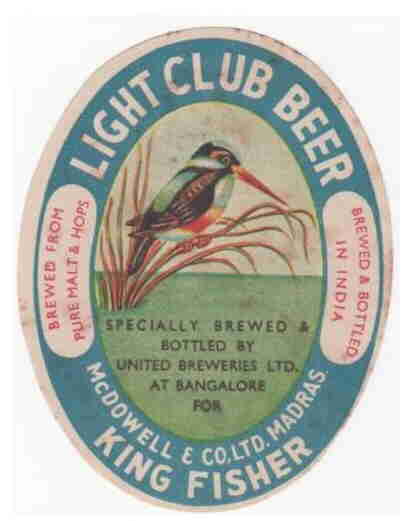 LIGHT CLUB BEER
BREWED FROM
PURE MALT & HOPS
BREWED & BOTTLED
IN INDIA
SPECIALLY BREWED &
BOTTLED BY
UNITED BREWERIES LTD.
AT BANGALORE
FOR
McDOWELL & CO.LTD. MADRAS.
KING FISHER